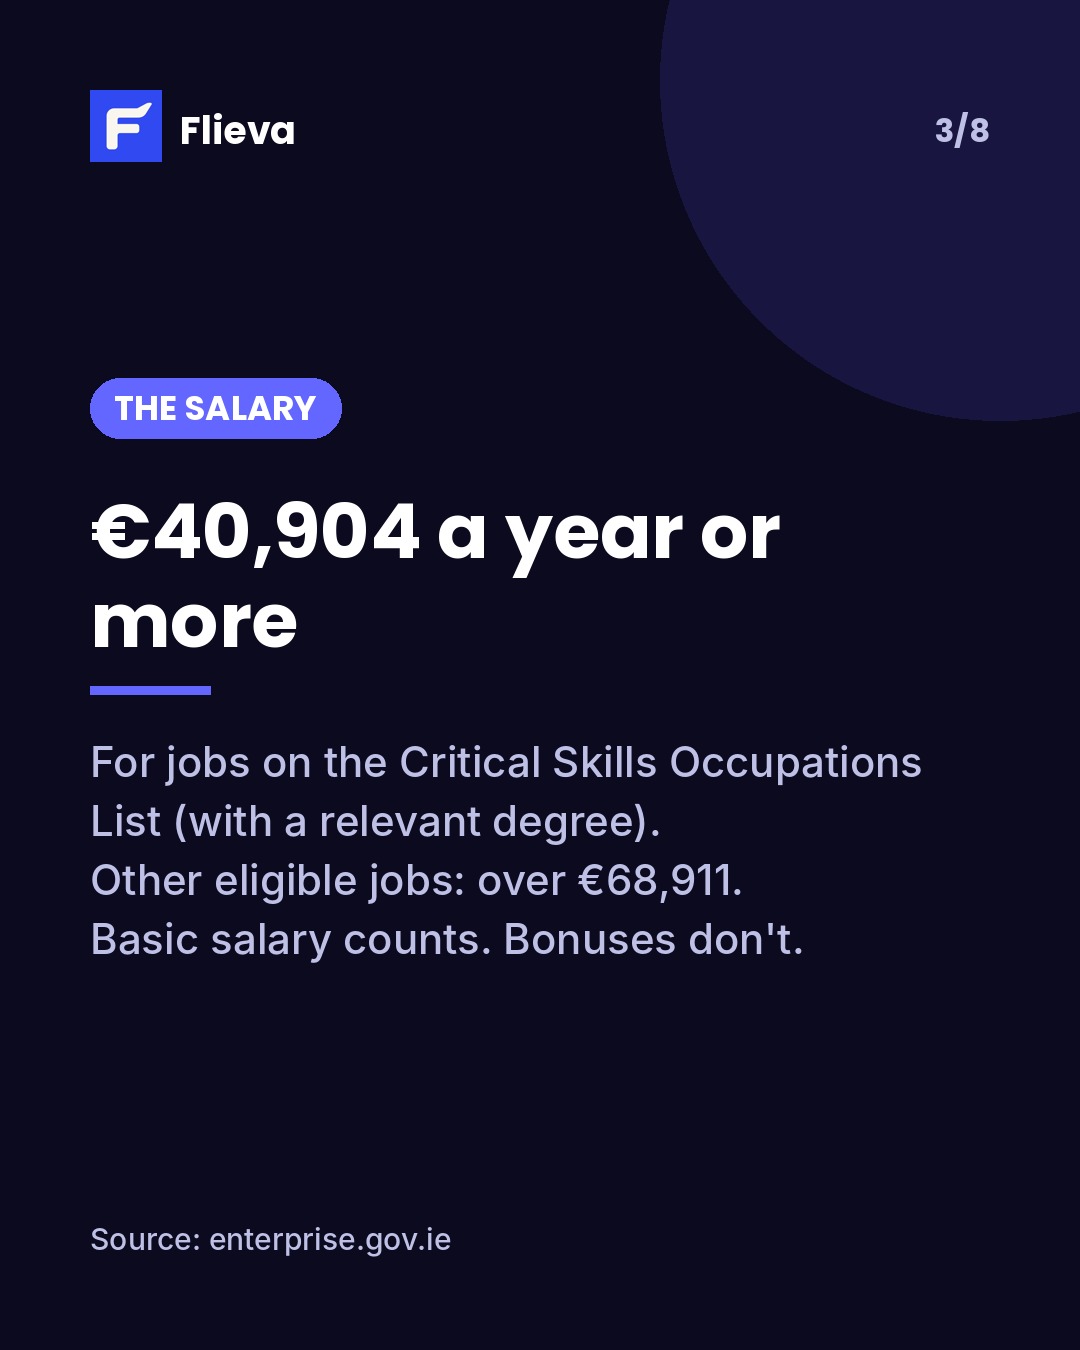 Flieva
3/8
THE SALARY
€40,904 a year or
more
For jobs on the Critical Skills Occupations
List (with a relevant degree).
Other eligible jobs: over €68,911.
Basic salary counts. Bonuses don't.
Source: enterprise.gov.ie